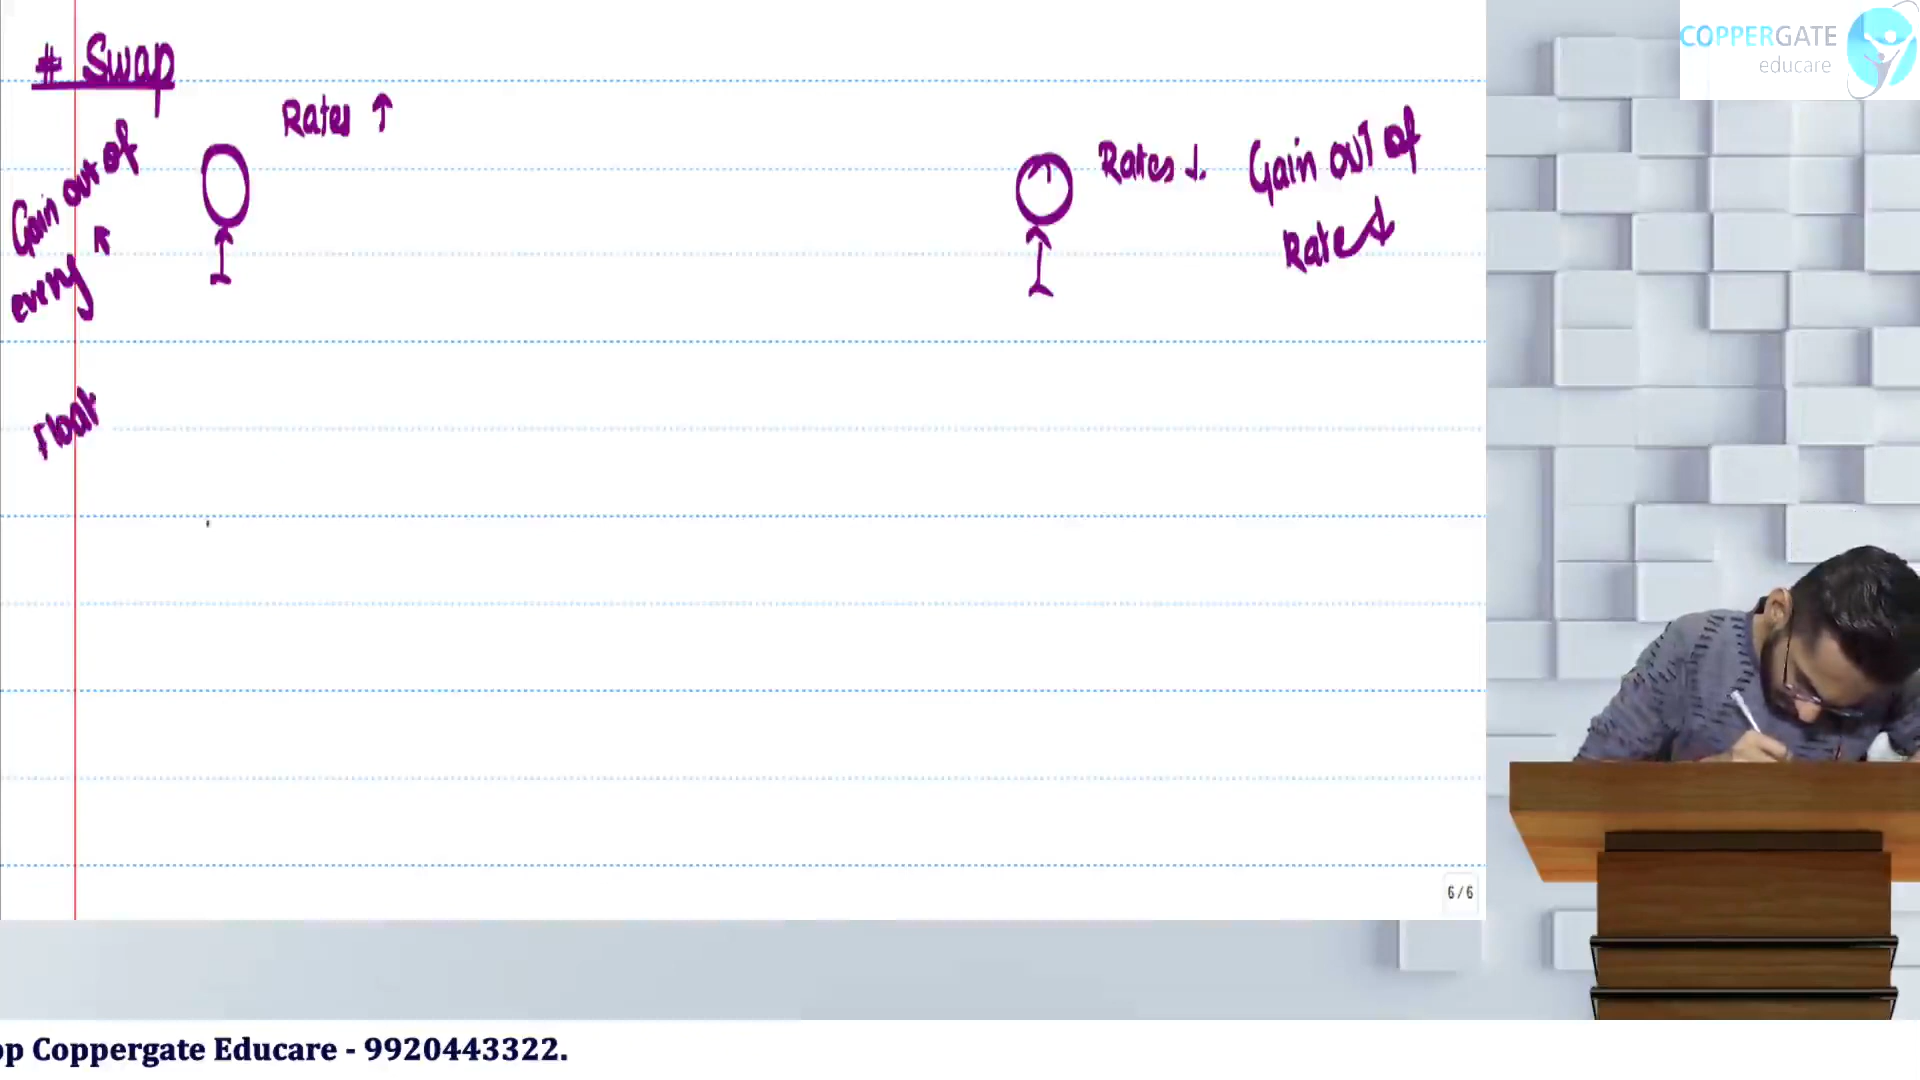 # Swap
Rates ↑
Gain out of
every ↑
Rates ↓. Gain out of
Rate↓
Float
6/6
COPPERGATE
educare
op Coppergate Educare - 9920443322.